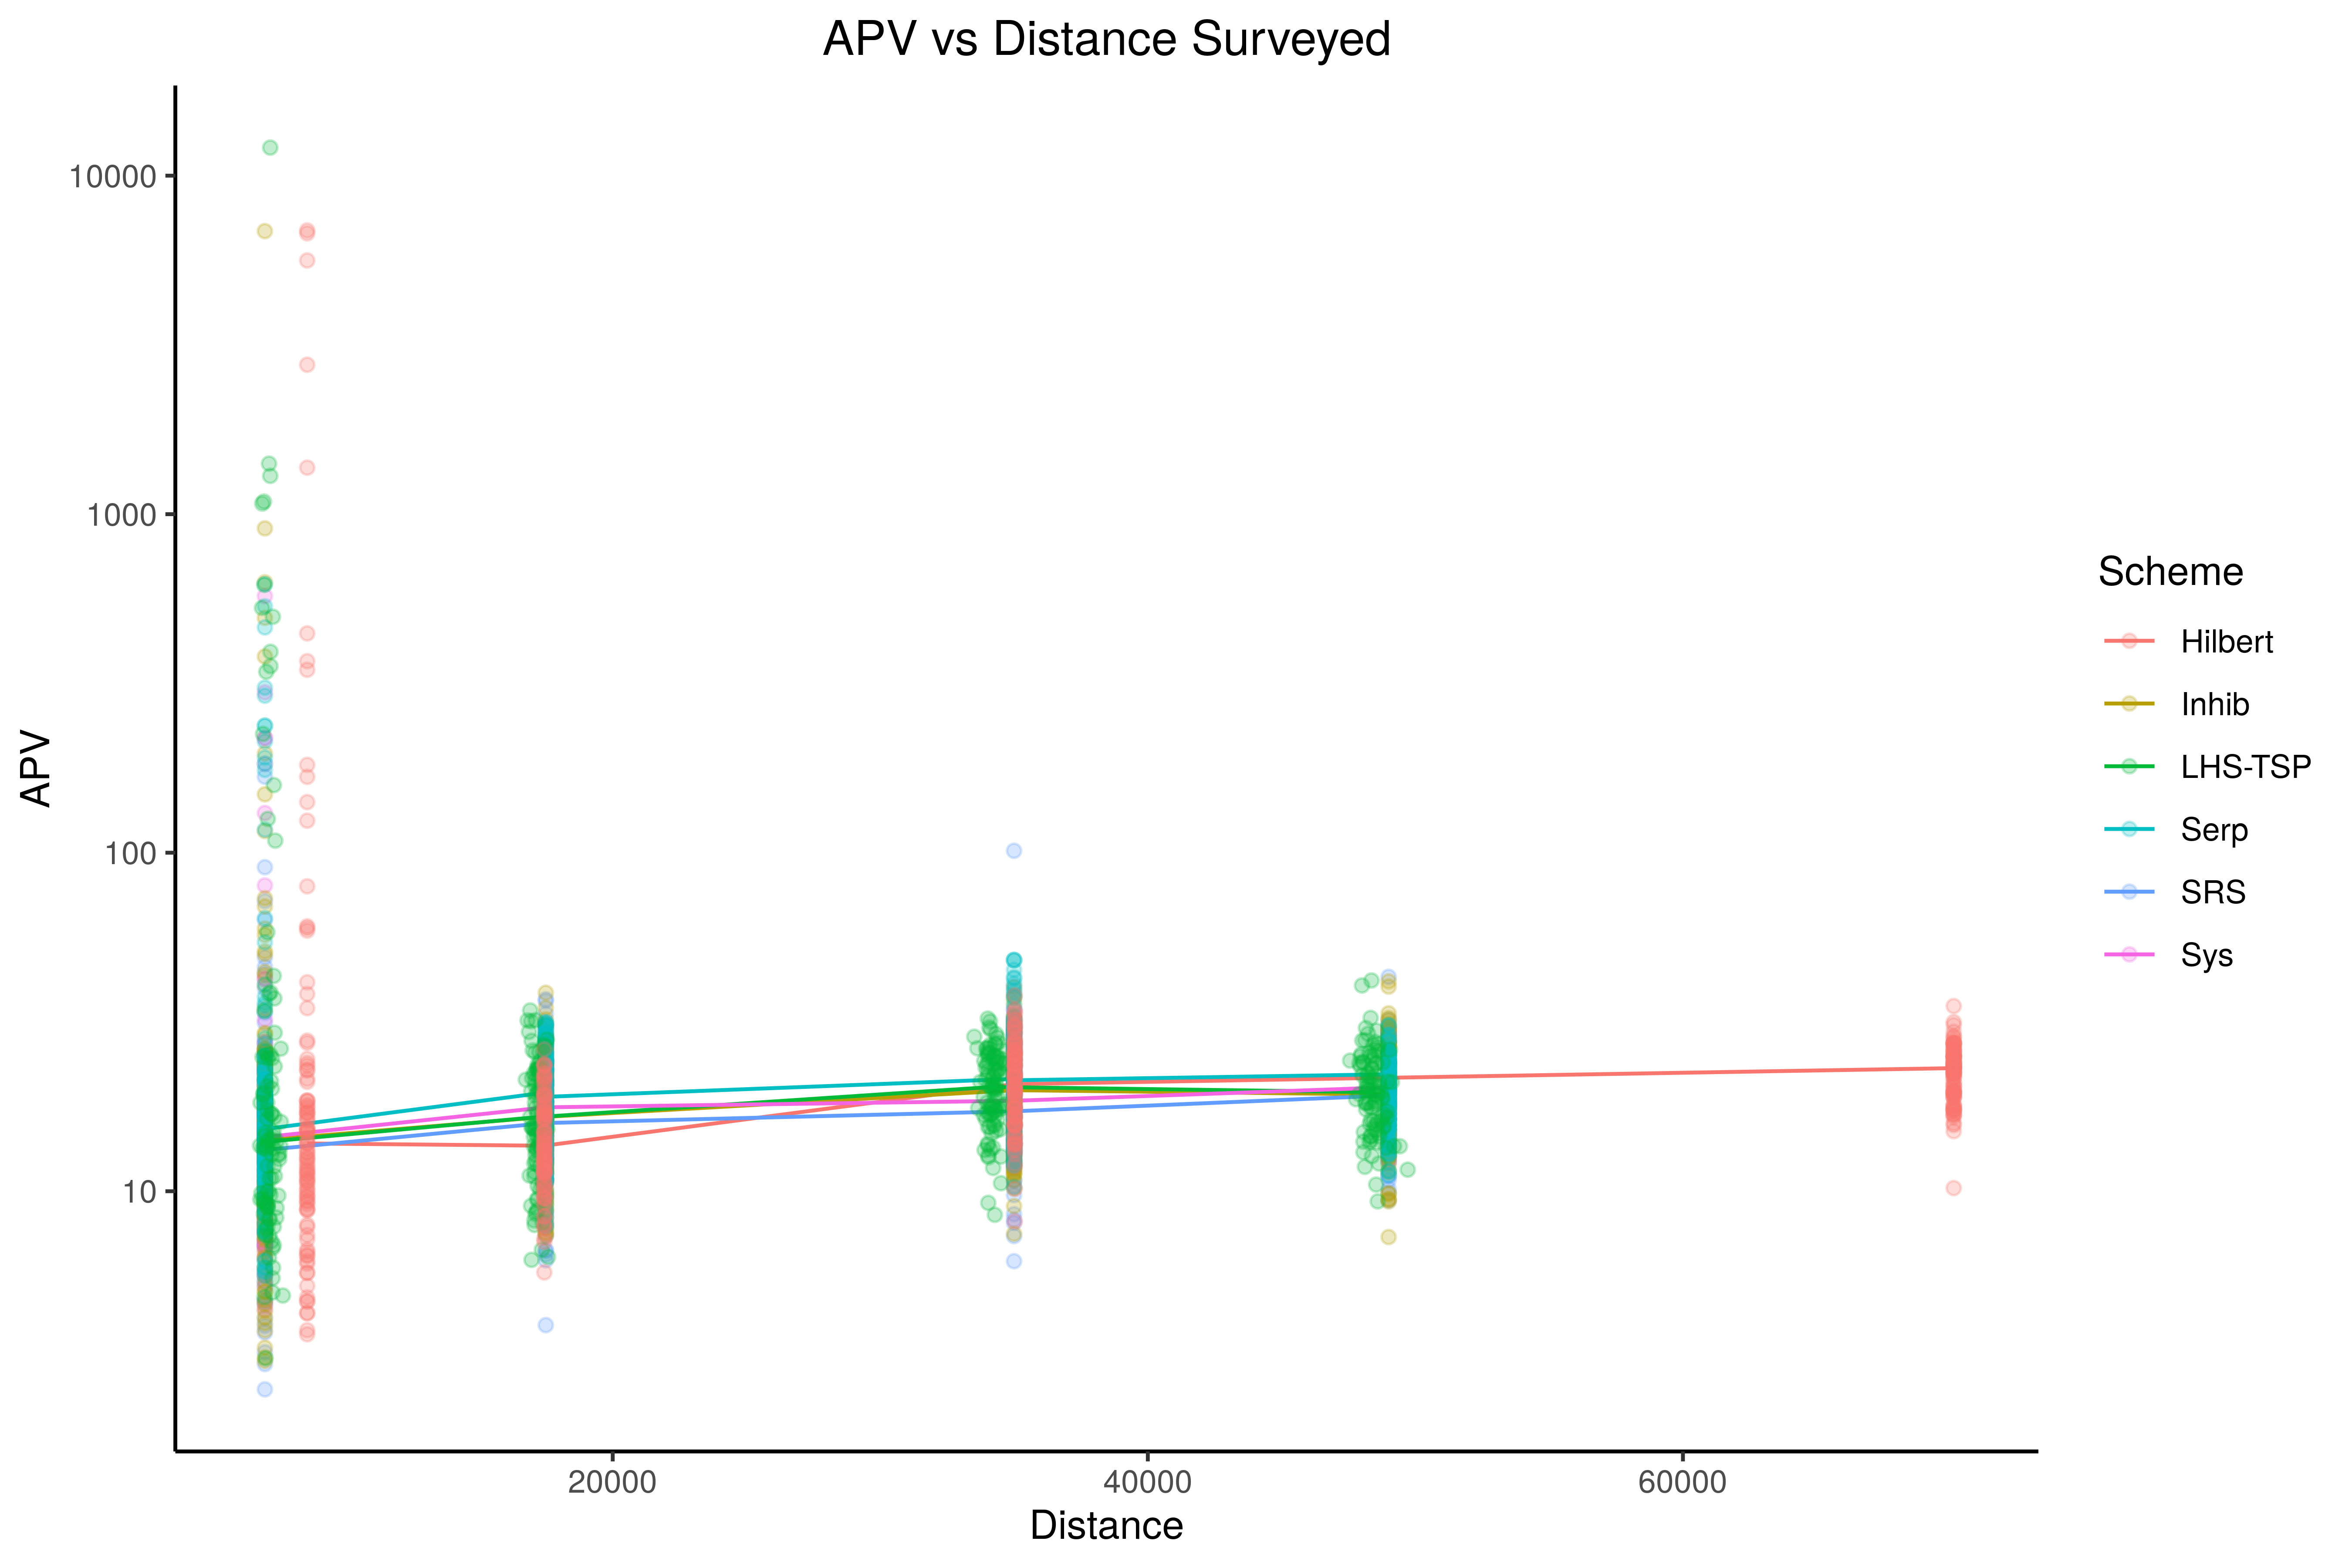 APV vs Distance Surveyed
10000
1000
100
10
APV
20000
40000
60000
Distance
Scheme
Hilbert
Inhib
LHS-TSP
Serp
SRS
Sys